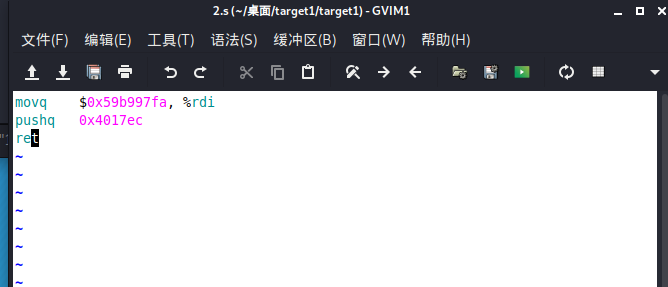 2.s (~/桌面/target1/target1) - GVIM1
文件(F) 编辑(E) 工具(T) 语法(S) 缓冲区(B) 窗口(W) 帮助(H)
movq $0x59b997fa, %rdi
pushq 0x4017ec
ret
~
~
~
~
~
~
~
~